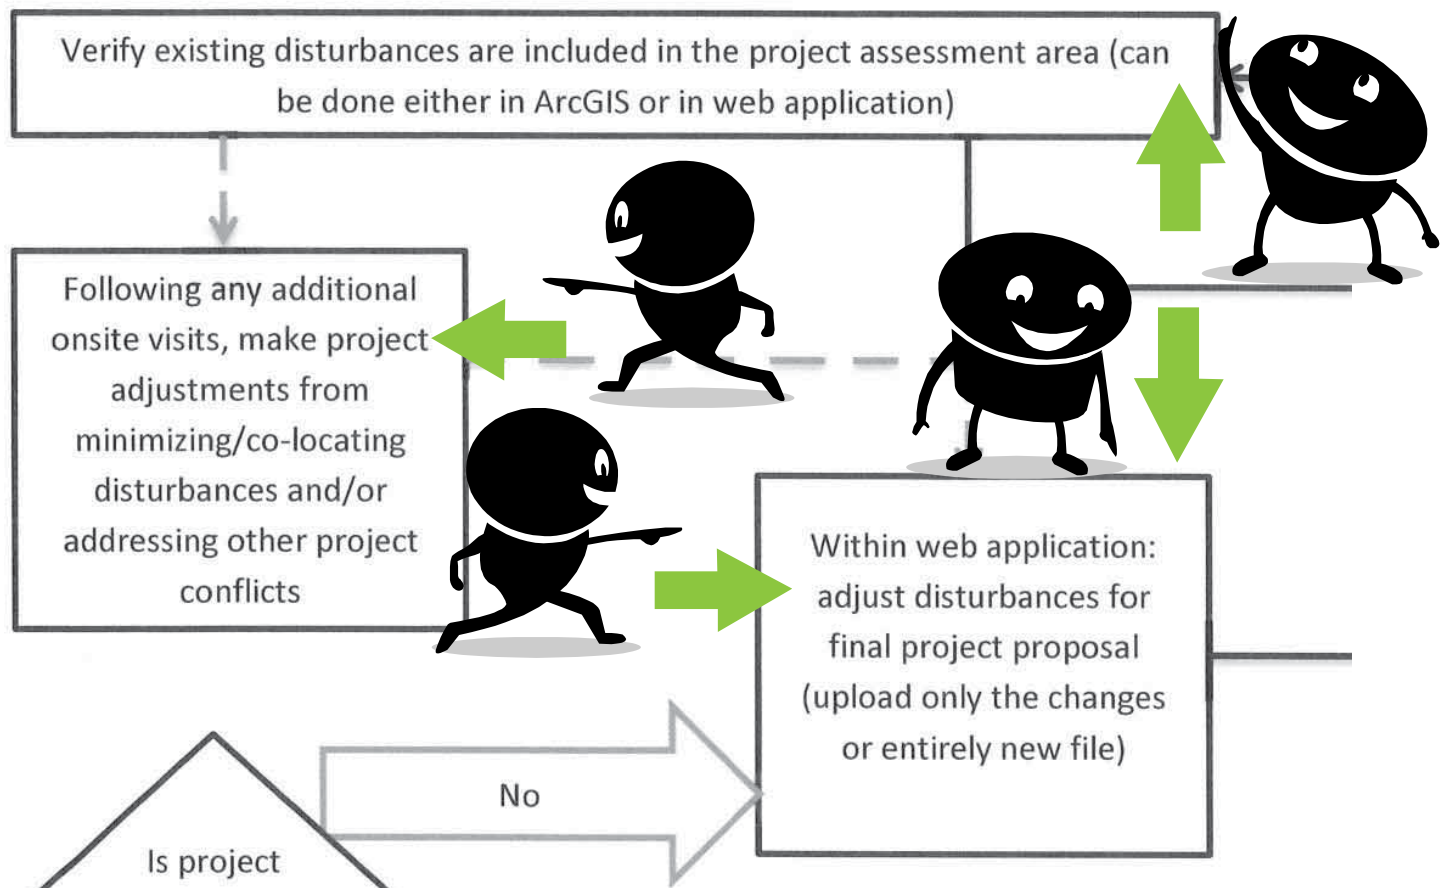 Verify existing disturbances are included in the project assessment area (can
be done either in ArcGIS or in web application)
Following any additional
onsite visits, make project
adjustments from
minimizing/co-locating
disturbances and/or
addressing other project
conflicts
Within web application:
adjust disturbances for
final project proposal
(upload only the changes
or entirely new file)
No
Is project